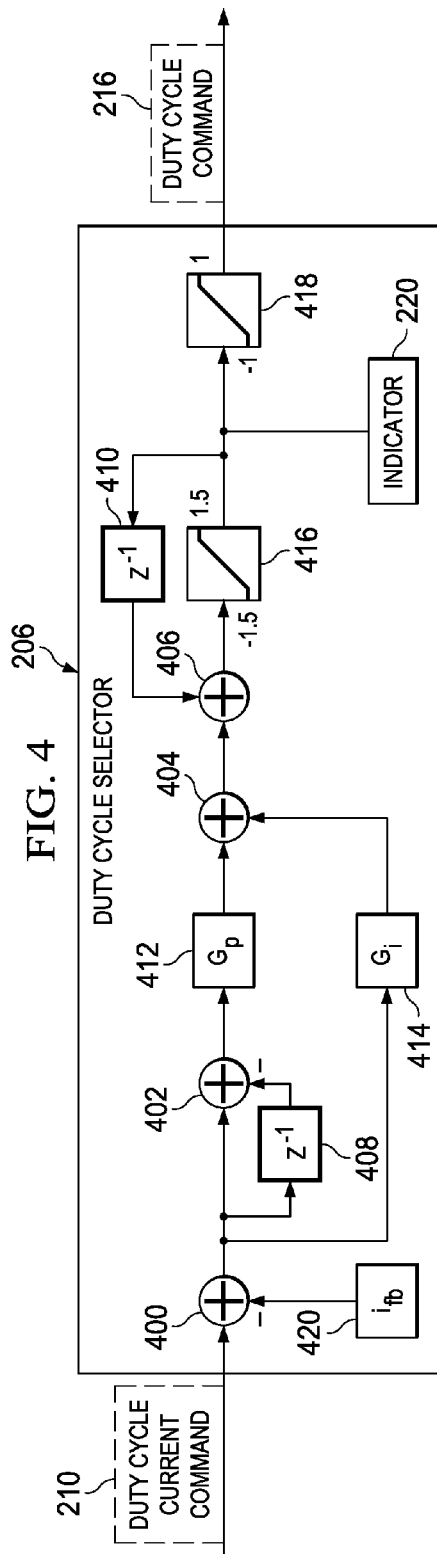 FIG. 4
206
DUTY CYCLE SELECTOR
210
DUTY CYCLE
CURRENT
COMMAND
400
−
i_fb
420
402
−
z⁻¹
408
412
G_p
G_i
414
404
406
z⁻¹
410
-1.5
1.5
416
INDICATOR
220
-1
1
418
DUTY CYCLE
COMMAND
216